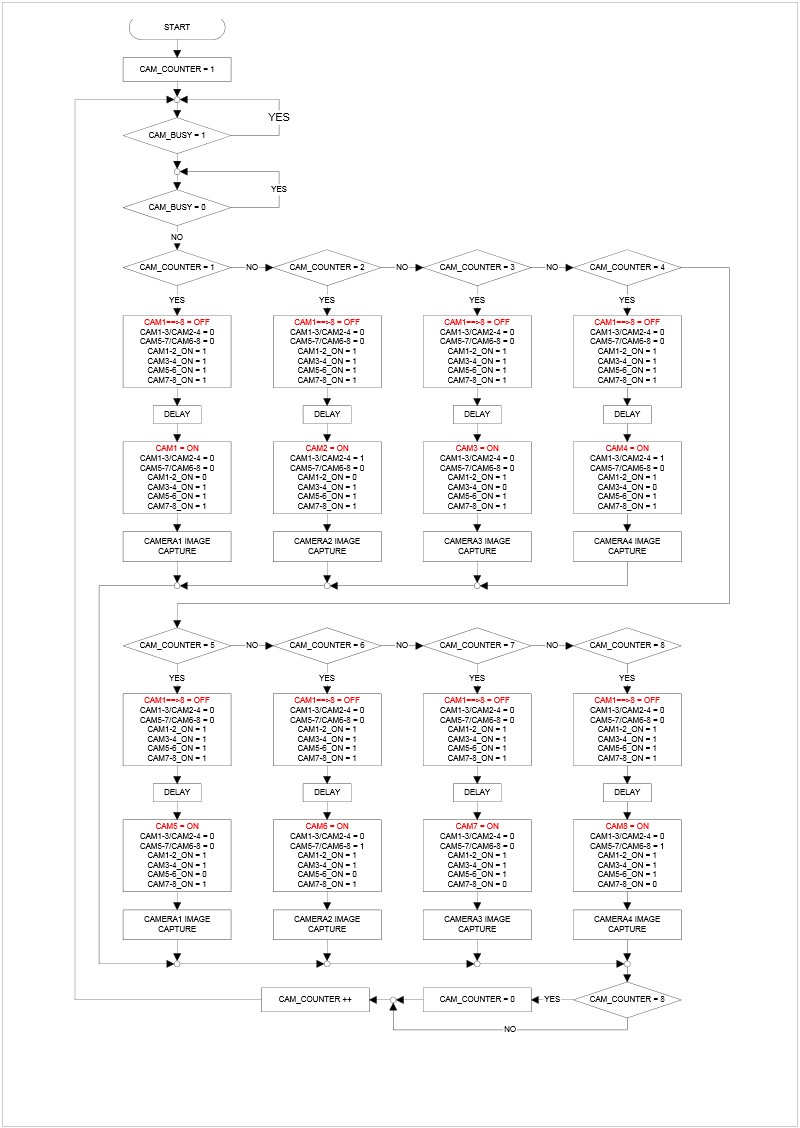 START
CAM_COUNTER = 1
YES
CAM_BUSY = 1
YES
CAM_BUSY = 0
NO
CAM_COUNTER = 1
NO
CAM_COUNTER = 2
NO
CAM_COUNTER = 3
NO
CAM_COUNTER = 4
YES
YES
YES
YES
CAM1==>8 = OFF
CAM1-3/CAM2-4 = 0
CAM5-7/CAM6-8 = 0
CAM1-2_ON = 1
CAM3-4_ON = 1
CAM5-6_ON = 1
CAM7-8_ON = 1
CAM1==>8 = OFF
CAM1-3/CAM2-4 = 0
CAM5-7/CAM6-8 = 0
CAM1-2_ON = 1
CAM3-4_ON = 1
CAM5-6_ON = 1
CAM7-8_ON = 1
CAM1==>8 = OFF
CAM1-3/CAM2-4 = 0
CAM5-7/CAM6-8 = 0
CAM1-2_ON = 1
CAM3-4_ON = 1
CAM5-6_ON = 1
CAM7-8_ON = 1
CAM1==>8 = OFF
CAM1-3/CAM2-4 = 0
CAM5-7/CAM6-8 = 0
CAM1-2_ON = 1
CAM3-4_ON = 1
CAM5-6_ON = 1
CAM7-8_ON = 1
DELAY
DELAY
DELAY
DELAY
CAM1 = ON
CAM1-3/CAM2-4 = 0
CAM5-7/CAM6-8 = 0
CAM1-2_ON = 0
CAM3-4_ON = 1
CAM5-6_ON = 1
CAM7-8_ON = 1
CAM2 = ON
CAM1-3/CAM2-4 = 1
CAM5-7/CAM6-8 = 0
CAM1-2_ON = 0
CAM3-4_ON = 1
CAM5-6_ON = 1
CAM7-8_ON = 1
CAM3 = ON
CAM1-3/CAM2-4 = 0
CAM5-7/CAM6-8 = 0
CAM1-2_ON = 1
CAM3-4_ON = 0
CAM5-6_ON = 1
CAM7-8_ON = 1
CAM4 = ON
CAM1-3/CAM2-4 = 1
CAM5-7/CAM6-8 = 0
CAM1-2_ON = 1
CAM3-4_ON = 0
CAM5-6_ON = 1
CAM7-8_ON = 1
CAMERA1 IMAGE
CAPTURE
CAMERA2 IMAGE
CAPTURE
CAMERA3 IMAGE
CAPTURE
CAMERA4 IMAGE
CAPTURE
CAM_COUNTER = 5
NO
CAM_COUNTER = 6
NO
CAM_COUNTER = 7
NO
CAM_COUNTER = 8
YES
YES
YES
YES
CAM1==>8 = OFF
CAM1-3/CAM2-4 = 0
CAM5-7/CAM6-8 = 0
CAM1-2_ON = 1
CAM3-4_ON = 1
CAM5-6_ON = 1
CAM7-8_ON = 1
CAM1==>8 = OFF
CAM1-3/CAM2-4 = 0
CAM5-7/CAM6-8 = 0
CAM1-2_ON = 1
CAM3-4_ON = 1
CAM5-6_ON = 1
CAM7-8_ON = 1
CAM1==>8 = OFF
CAM1-3/CAM2-4 = 0
CAM5-7/CAM6-8 = 0
CAM1-2_ON = 1
CAM3-4_ON = 1
CAM5-6_ON = 1
CAM7-8_ON = 1
CAM1==>8 = OFF
CAM1-3/CAM2-4 = 0
CAM5-7/CAM6-8 = 0
CAM1-2_ON = 1
CAM3-4_ON = 1
CAM5-6_ON = 1
CAM7-8_ON = 1
DELAY
DELAY
DELAY
DELAY
CAM5 = ON
CAM1-3/CAM2-4 = 0
CAM5-7/CAM6-8 = 0
CAM1-2_ON = 1
CAM3-4_ON = 1
CAM5-6_ON = 0
CAM7-8_ON = 1
CAM6 = ON
CAM1-3/CAM2-4 = 0
CAM5-7/CAM6-8 = 1
CAM1-2_ON = 1
CAM3-4_ON = 1
CAM5-6_ON = 0
CAM7-8_ON = 1
CAM7 = ON
CAM1-3/CAM2-4 = 0
CAM5-7/CAM6-8 = 0
CAM1-2_ON = 1
CAM3-4_ON = 1
CAM5-6_ON = 1
CAM7-8_ON = 0
CAM8 = ON
CAM1-3/CAM2-4 = 0
CAM5-7/CAM6-8 = 1
CAM1-2_ON = 1
CAM3-4_ON = 1
CAM5-6_ON = 1
CAM7-8_ON = 0
CAMERA1 IMAGE
CAPTURE
CAMERA2 IMAGE
CAPTURE
CAMERA3 IMAGE
CAPTURE
CAMERA4 IMAGE
CAPTURE
CAM_COUNTER ++
CAM_COUNTER = 0
YES
CAM_COUNTER = 8
NO